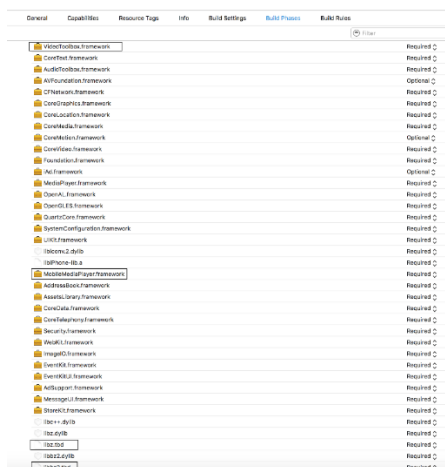 General Capabilities Resource Tags Info Build Settings Build Phases Build Rules
Filter
VideoToolbox.framework Required
CoreText.framework Required
AudioToolbox.framework Required
AVFoundation.framework Optional
CFNetwork.framework Required
CoreGraphics.framework Required
CoreLocation.framework Required
CoreMedia.framework Required
CoreMotion.framework Optional
CoreVideo.framework Required
Foundation.framework Required
iAd.framework Optional
MediaPlayer.framework Required
OpenAL.framework Required
OpenGLES.framework Required
QuartzCore.framework Required
SystemConfiguration.framework Required
UIKit.framework Required
libiconv.2.dylib Required
libiPhone-lib.a Required
MobileMediaPlayer.framework Required
AddressBook.framework Required
AssetsLibrary.framework Required
CoreData.framework Required
CoreTelephony.framework Required
Security.framework Required
WebKit.framework Required
ImageIO.framework Required
EventKit.framework Required
EventKitUI.framework Required
AdSupport.framework Required
MessageUI.framework Required
StoreKit.framework Required
libc++.dylib Required
libz.dylib Required
libz.tbd Required
libbz2.dylib Required
libbz2.tbd Required